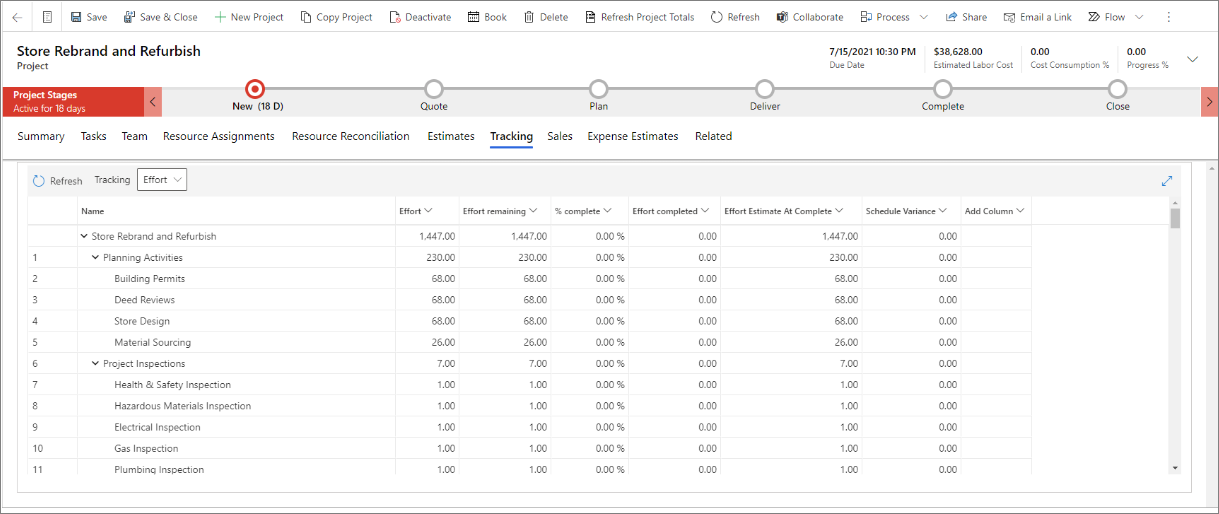 Save Save & Close New Project Copy Project Deactivate Book Delete Refresh Project Totals Refresh Collaborate Process Share Email a Link Flow
Store Rebrand and Refurbish
Project
7/15/2021 10:30 PM $38,628.00 0.00 0.00
Due Date Estimated Labor Cost Cost Consumption % Progress %
Project Stages
Active for 18 days
New (18 D) Quote Plan Deliver Complete Close
Summary Tasks Team Resource Assignments Resource Reconciliation Estimates Tracking Sales Expense Estimates Related
Refresh Tracking Effort
Name Effort Effort remaining % complete Effort completed Effort Estimate At Complete Schedule Variance Add Column
Store Rebrand and Refurbish 1,447.00 1,447.00 0.00 % 0.00 1,447.00 0.00
1 Planning Activities 230.00 230.00 0.00 % 0.00 230.00 0.00
2 Building Permits 68.00 68.00 0.00 % 0.00 68.00 0.00
3 Deed Reviews 68.00 68.00 0.00 % 0.00 68.00 0.00
4 Store Design 68.00 68.00 0.00 % 0.00 68.00 0.00
5 Material Sourcing 26.00 26.00 0.00 % 0.00 26.00 0.00
6 Project Inspections 7.00 7.00 0.00 % 0.00 7.00 0.00
7 Health & Safety Inspection 1.00 1.00 0.00 % 0.00 1.00 0.00
8 Hazardous Materials Inspection 1.00 1.00 0.00 % 0.00 1.00 0.00
9 Electrical Inspection 1.00 1.00 0.00 % 0.00 1.00 0.00
10 Gas Inspection 1.00 1.00 0.00 % 0.00 1.00 0.00
11 Plumbing Inspection 1.00 1.00 0.00 % 0.00 1.00 0.00